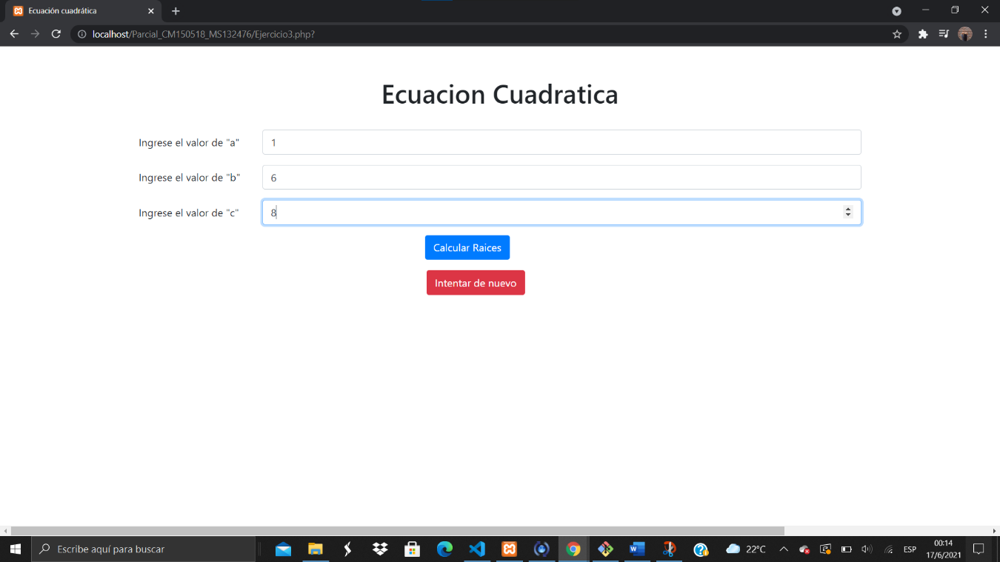 Ecuación cuadrática
localhost/Parcial_CM150518_MS132476/Ejercicio3.php?
Ecuacion Cuadratica
Ingrese el valor de "a" 1
Ingrese el valor de "b" 6
Ingrese el valor de "c" 8
Calcular Raices
Intentar de nuevo
Escribe aquí para buscar
22°C
ESP
00:14
17/6/2021